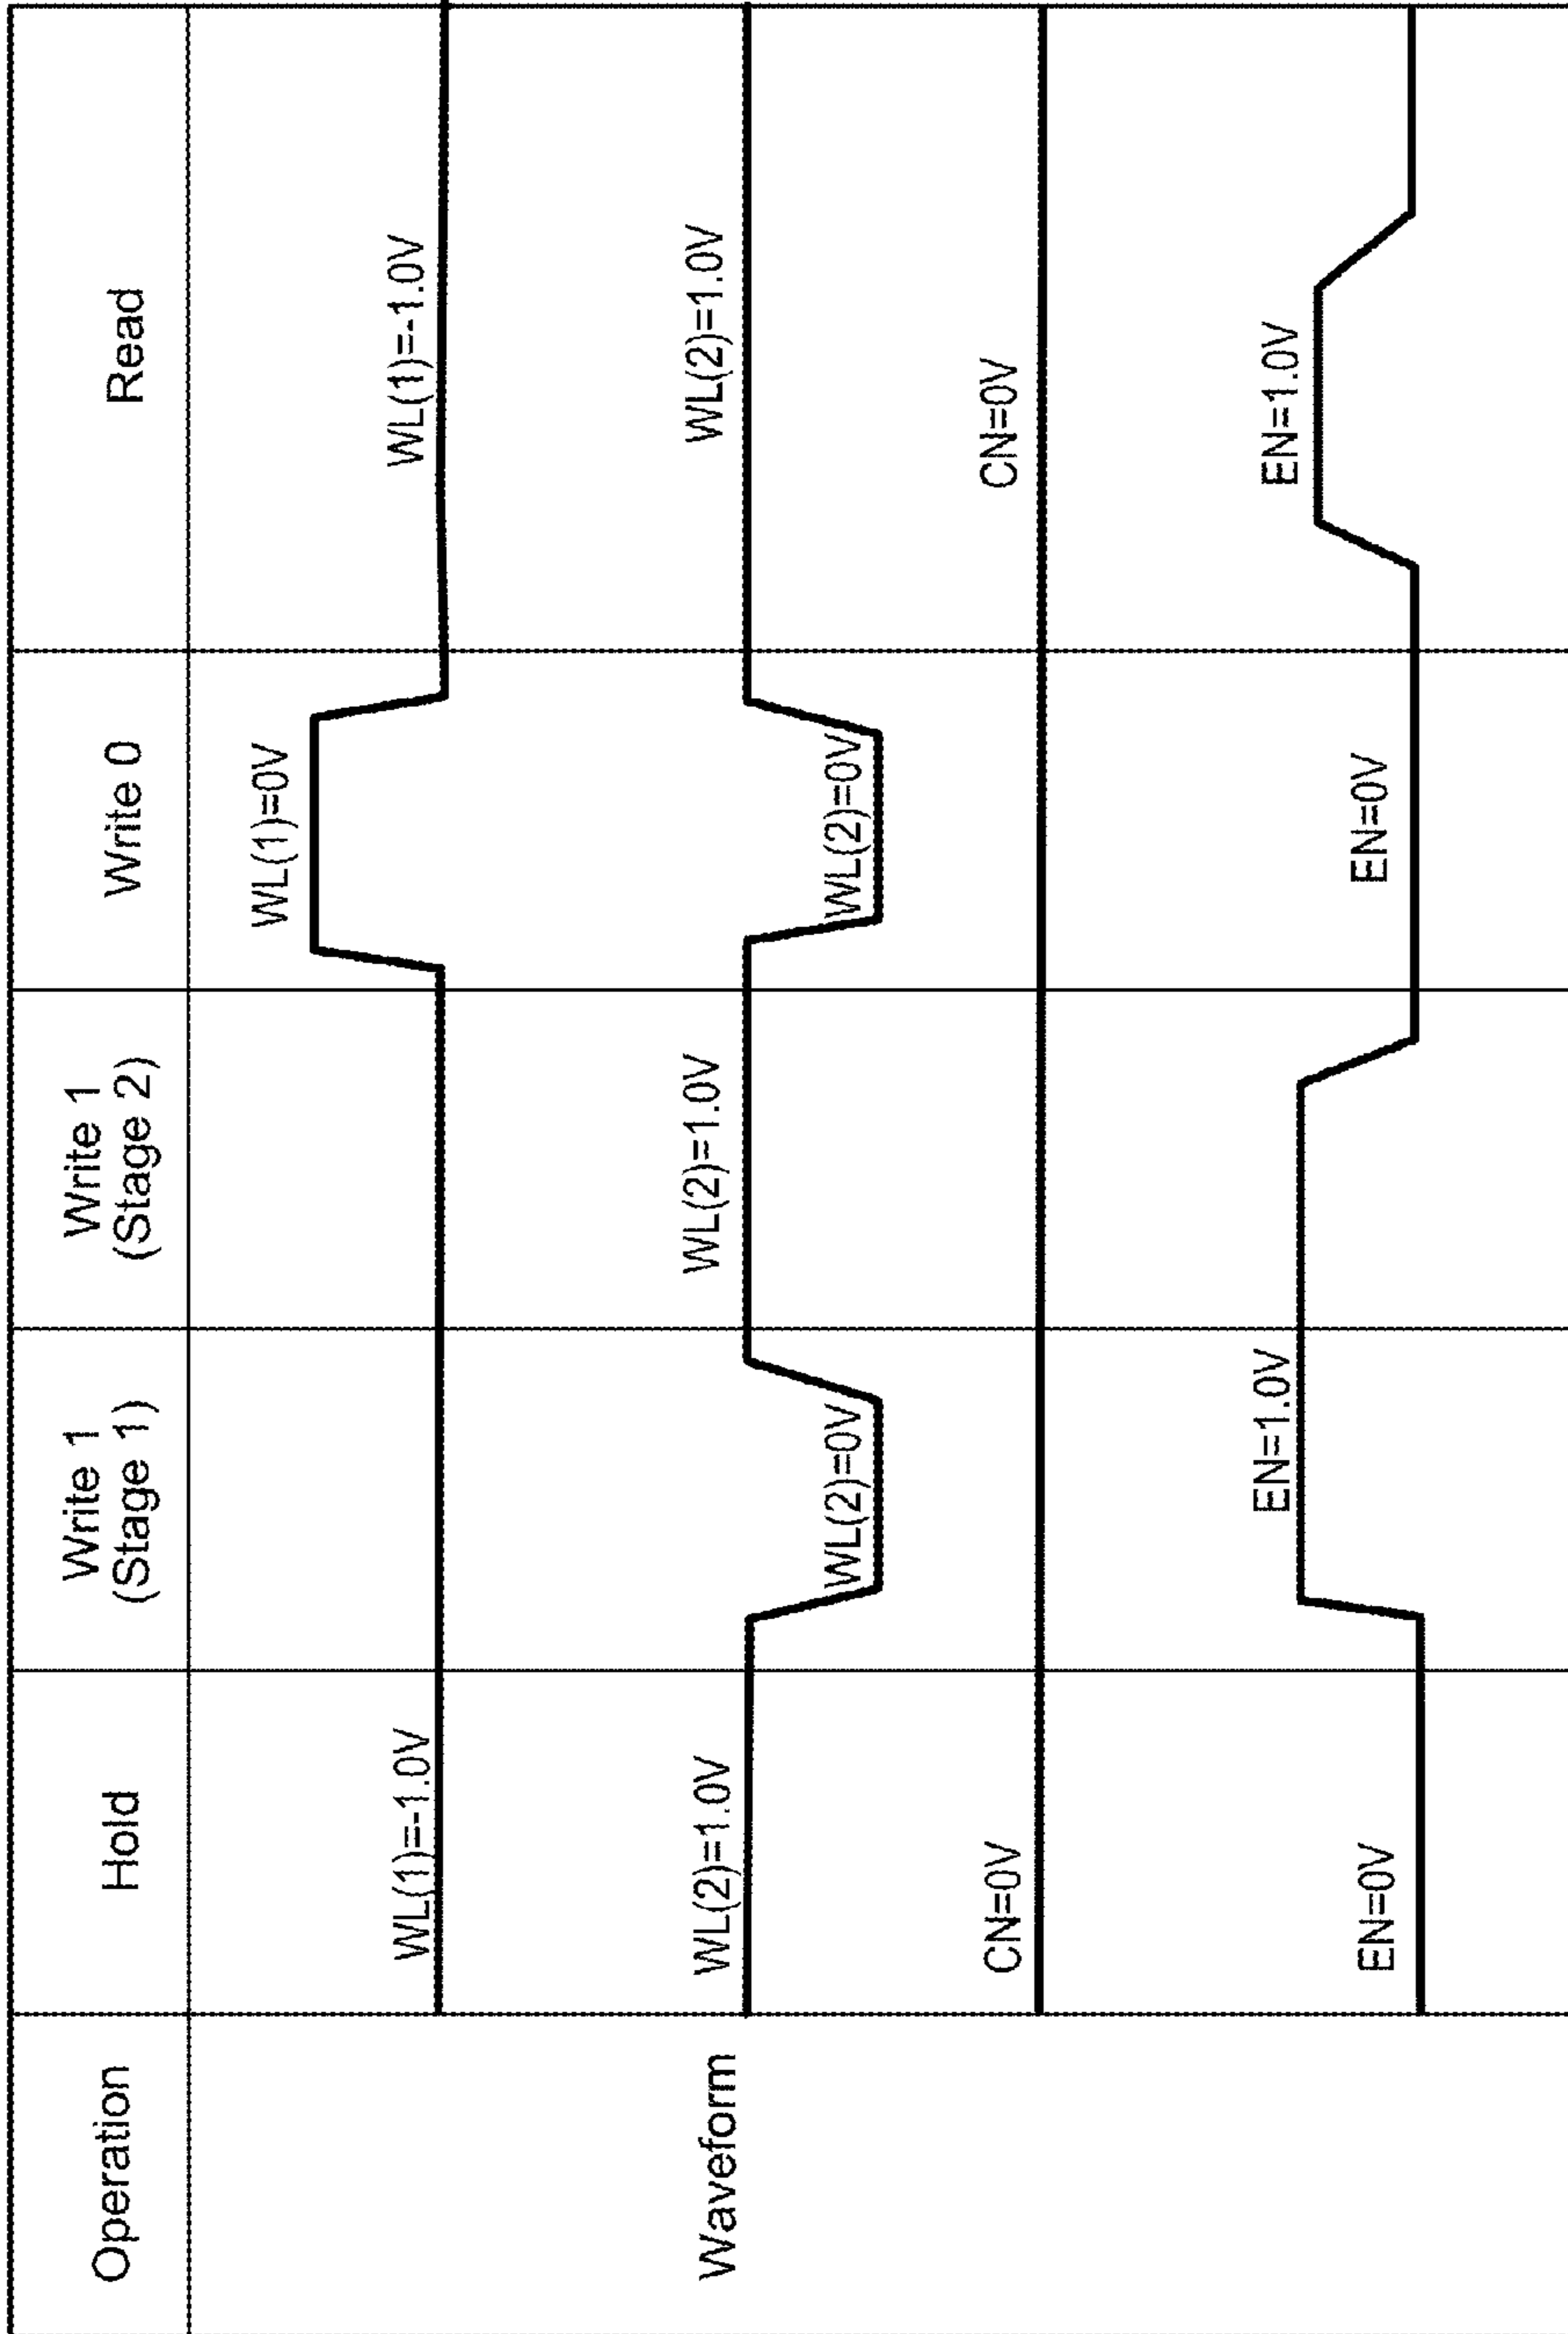 Operation
Hold
Write 1
(Stage 1)
Write 1
(Stage 2)
Write 0
Read
Waveform
WL(1)=-1.0V
WL(1)=0V
WL(1)=-1.0V
WL(2)=1.0V
WL(2)=0V
WL(2)=1.0V
WL(2)=0V
WL(2)=1.0V
CN=0V
CN=0V
EN=0V
EN=1.0V
EN=0V
EN=1.0V